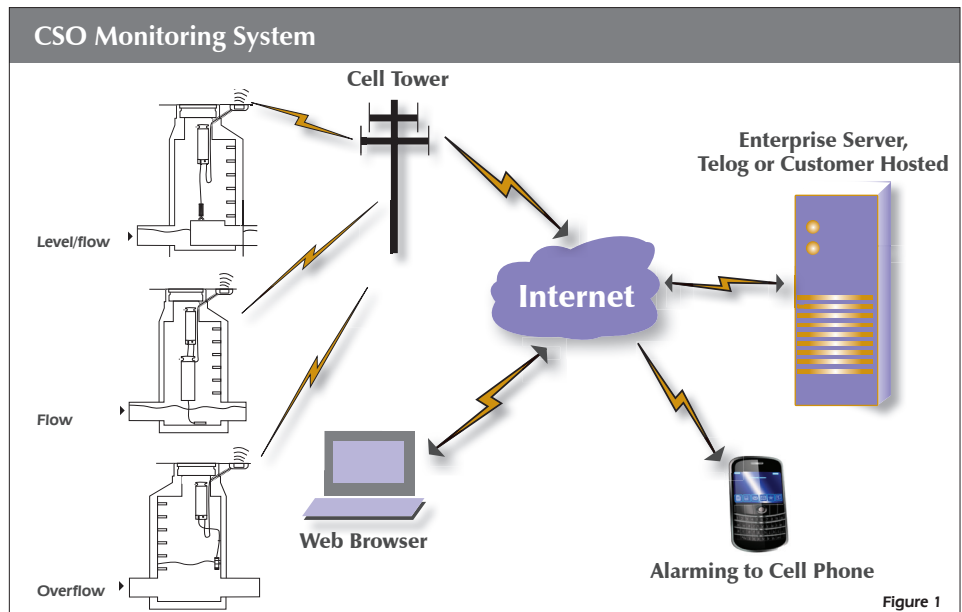 CSO Monitoring System
Cell Tower
Enterprise Server,
Telog or Customer Hosted
Level/flow
Internet
Flow
Web Browser
Alarming to Cell Phone
Overflow
Figure 1